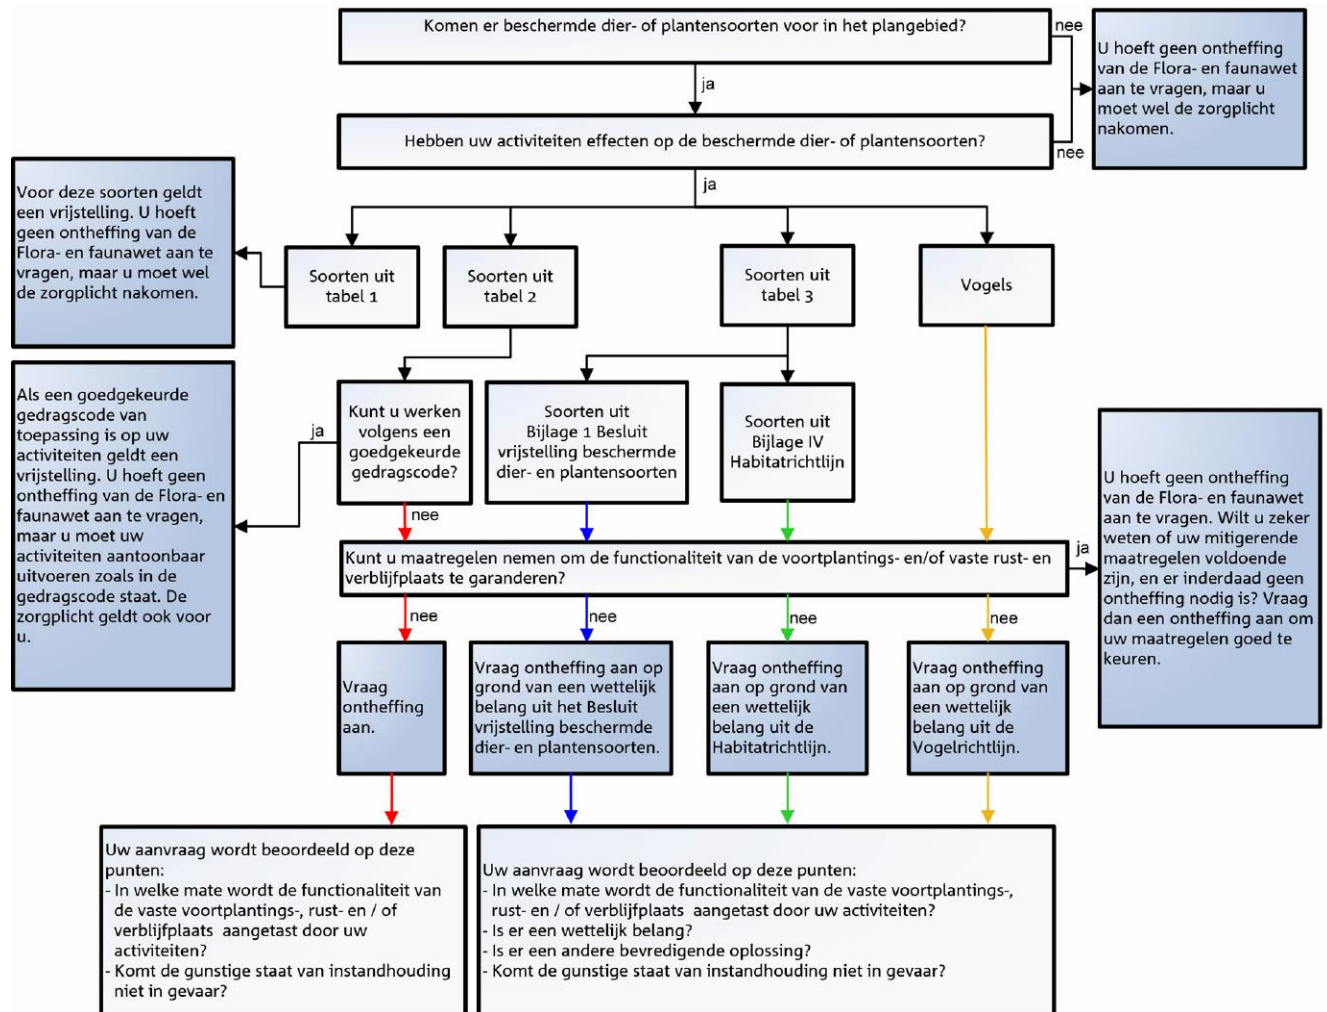 Komen er beschermde dier- of plantensoorten voor in het plangebied?
nee
U hoeft geen ontheffing
van de Flora- en faunawet
aan te vragen, maar u
moet wel de zorgplicht
nakomen.
ja
Hebben uw activiteiten effecten op de beschermde dier- of plantensoorten?
nee
ja
Voor deze soorten geldt
een vrijstelling. U hoeft
geen ontheffing van de
Flora- en faunawet aan te
vragen, maar u moet wel
de zorgplicht nakomen.
Soorten uit
tabel 1
Soorten uit
tabel 2
Soorten uit
tabel 3
Vogels
Als een goedgekeurde
gedragscode van
toepassing is op uw
activiteiten geldt een
vrijstelling. U hoeft geen
ontheffing van de Flora- en
faunawet aan te vragen,
maar u moet uw
activiteiten aantoonbaar
uitvoeren zoals in de
gedragscode staat. De
zorgplicht geldt ook voor
u.
ja
Kunt u werken
volgens een
goedgekeurde
gedragscode?
Soorten uit
Bijlage 1 Besluit
vrijstelling beschermde
dier- en plantensoorten
Soorten uit
Bijlage IV
Habitatrichtlijn
nee
Kunt u maatregelen nemen om de functionaliteit van de voortplantings- en/of vaste rust- en
verblijfplaats te garanderen?
ja
U hoeft geen ontheffing
van de Flora- en faunawet
aan te vragen. Wilt u zeker
weten of uw mitigerende
maatregelen voldoende
zijn, en er inderdaad geen
ontheffing nodig is? Vraag
dan een ontheffing aan om
uw maatregelen goed te
keuren.
nee
nee
nee
nee
Vraag
ontheffing
aan.
Vraag ontheffing aan op
grond van een wettelijk
belang uit het Besluit
vrijstelling beschermde
dier- en plantensoorten.
Vraag ontheffing
aan op grond van
een wettelijk
belang uit de
Habitatrichtlijn.
Vraag ontheffing
aan op grond van
een wettelijk
belang uit de
Vogelrichtlijn.
Uw aanvraag wordt beoordeeld op deze
punten:
- In welke mate wordt de functionaliteit van
de vaste voortplantings-, rust- en / of
verblijfplaats aangetast door uw
activiteiten?
- Komt de gunstige staat van instandhouding
niet in gevaar?
Uw aanvraag wordt beoordeeld op deze punten:
- In welke mate wordt de functionaliteit van de vaste voortplantings-,
rust- en / of verblijfplaats aangetast door uw activiteiten?
- Is er een wettelijk belang?
- Is er een andere bevredigende oplossing?
- Komt de gunstige staat van instandhouding niet in gevaar?